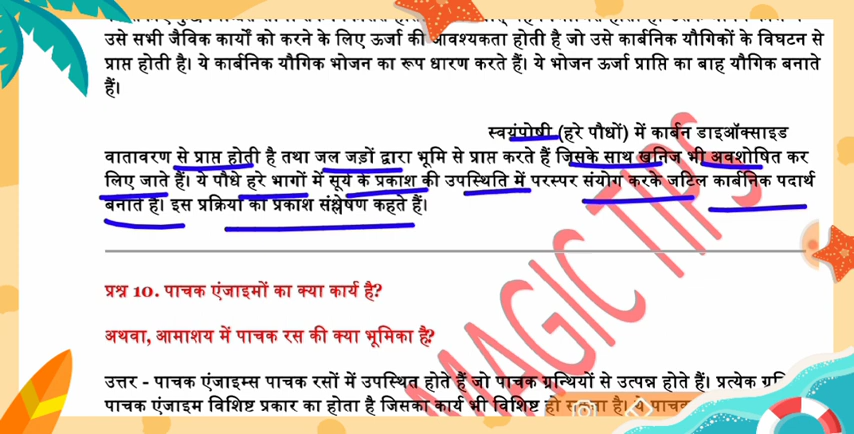 उसे सभी जैविक कार्यों को करने के लिए ऊर्जा की आवश्यकता होती है जो उसे कार्बनिक यौगिकों के विघटन से
प्राप्त होती है। ये कार्बनिक यौगिक भोजन का रूप धारण करते हैं। ये भोजन ऊर्जा प्राप्ति का बाह यौगिक बनाते
हैं।
स्वयंपोषी (हरे पौधों) में कार्बन डाइऑक्साइड
वातावरण से प्राप्त होती है तथा जल जड़ों द्वारा भूमि से प्राप्त करते हैं जिसके साथ खनिज भी अवशोषित कर
लिए जाते हैं। ये पौधे हरे भागों में सूर्य के प्रकाश की उपस्थिति में परस्पर संयोग करके जटिल कार्बनिक पदार्थ
बनाते हैं। इस प्रक्रिया को प्रकाश संश्लेषण कहते हैं।
प्रश्न 10. पाचक एंजाइमों का क्या कार्य है?
अथवा, आमाशय में पाचक रस की क्या भूमिका है?
उत्तर - पाचक एंजाइम्स पाचक रसों में उपस्थित होते हैं जो पाचक ग्रन्थियों से उत्पन्न होते हैं। प्रत्येक
पाचक एंजाइम विशिष्ट प्रकार का होता है जिसका कार्य भी विशिष्ट हो सकता है। ये पाचक
MAGIC TIPS